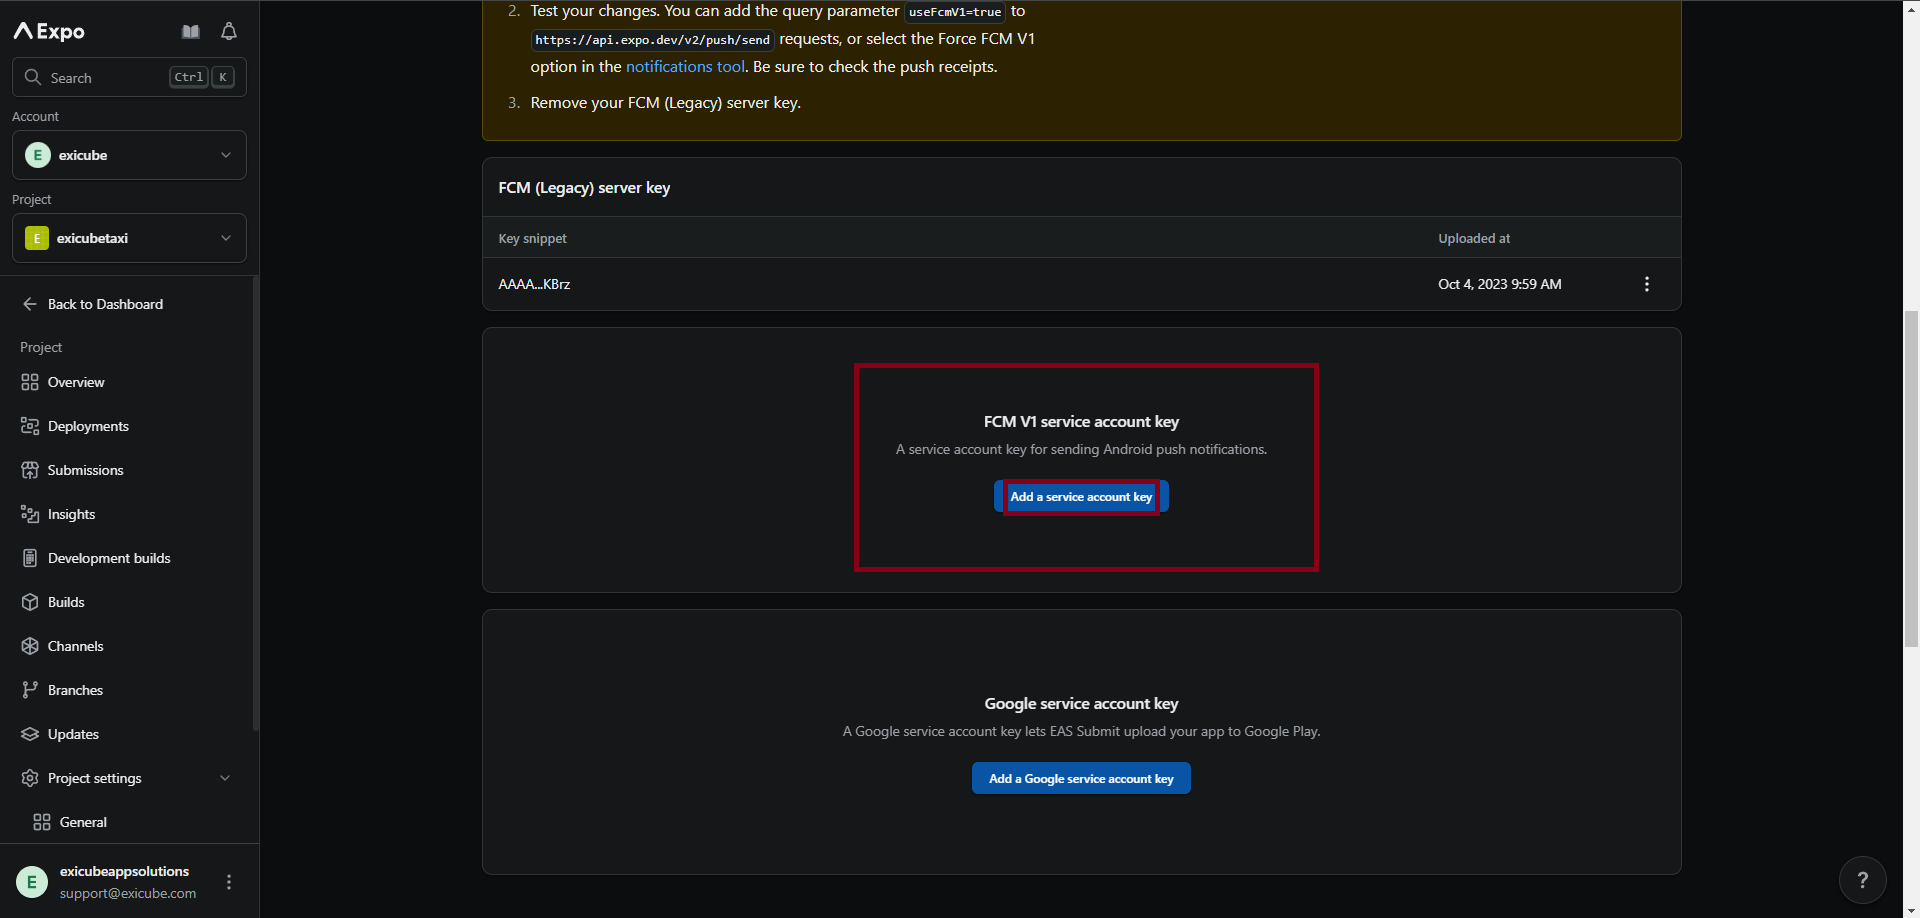 Expo
Search Ctrl K
Account
E exicube
Project
E exicubetaxi
Back to Dashboard
Project
Overview
Deployments
Submissions
Insights
Development builds
Builds
Channels
Branches
Updates
Project settings
General
E exicubeappsolutions
support@exicube.com
2. Test your changes. You can add the query parameter useFcmV1=true to
https://api.expo.dev/v2/push/send requests, or select the Force FCM V1
option in the notifications tool. Be sure to check the push receipts.
3. Remove your FCM (Legacy) server key.
FCM (Legacy) server key
Key snippet Uploaded at
AAAA...KBrz Oct 4, 2023 9:59 AM
FCM V1 service account key
A service account key for sending Android push notifications.
Add a service account key
Google service account key
A Google service account key lets EAS Submit upload your app to Google Play.
Add a Google service account key
?